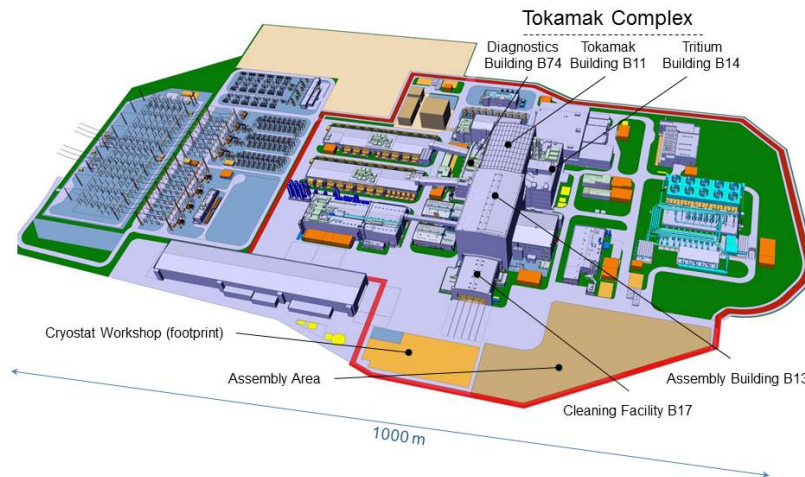 Tokamak Complex
Diagnostics
Building B74
Tokamak
Building B11
Tritium
Building B14
Cryostat Workshop (footprint)
Assembly Area
Assembly Building B13
Cleaning Facility B17
1000 m